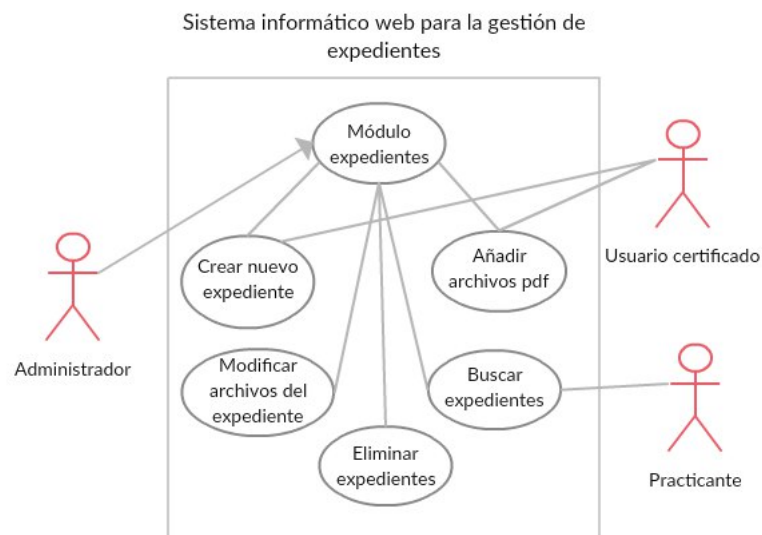 Sistema informático web para la gestión de
expedientes
Módulo
expedientes
Crear nuevo
expediente
Añadir
archivos pdf
Usuario certificado
Administrador
Modificar
archivos del
expediente
Buscar
expedientes
Eliminar
expedientes
Practicante